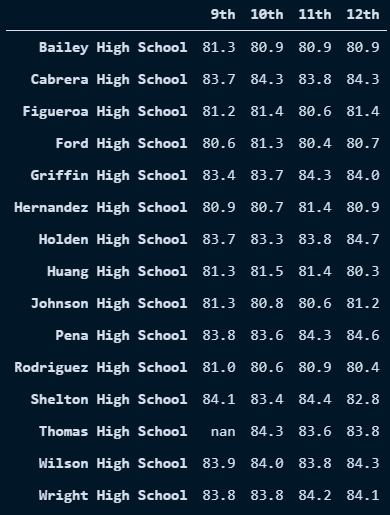 9th 10th 11th 12th
Bailey High School 81.3 80.9 80.9 80.9
Cabrera High School 83.7 84.3 83.8 84.3
Figueroa High School 81.2 81.4 80.6 81.4
Ford High School 80.6 81.3 80.4 80.7
Griffin High School 83.4 83.7 84.3 84.0
Hernandez High School 80.9 80.7 81.4 80.9
Holden High School 83.7 83.3 83.8 84.7
Huang High School 81.3 81.5 81.4 80.3
Johnson High School 81.3 80.8 80.6 81.2
Pena High School 83.8 83.6 84.3 84.6
Rodriguez High School 81.0 80.6 80.9 80.4
Shelton High School 84.1 83.4 84.4 82.8
Thomas High School nan 84.3 83.6 83.8
Wilson High School 83.9 84.0 83.8 84.3
Wright High School 83.8 83.8 84.2 84.1